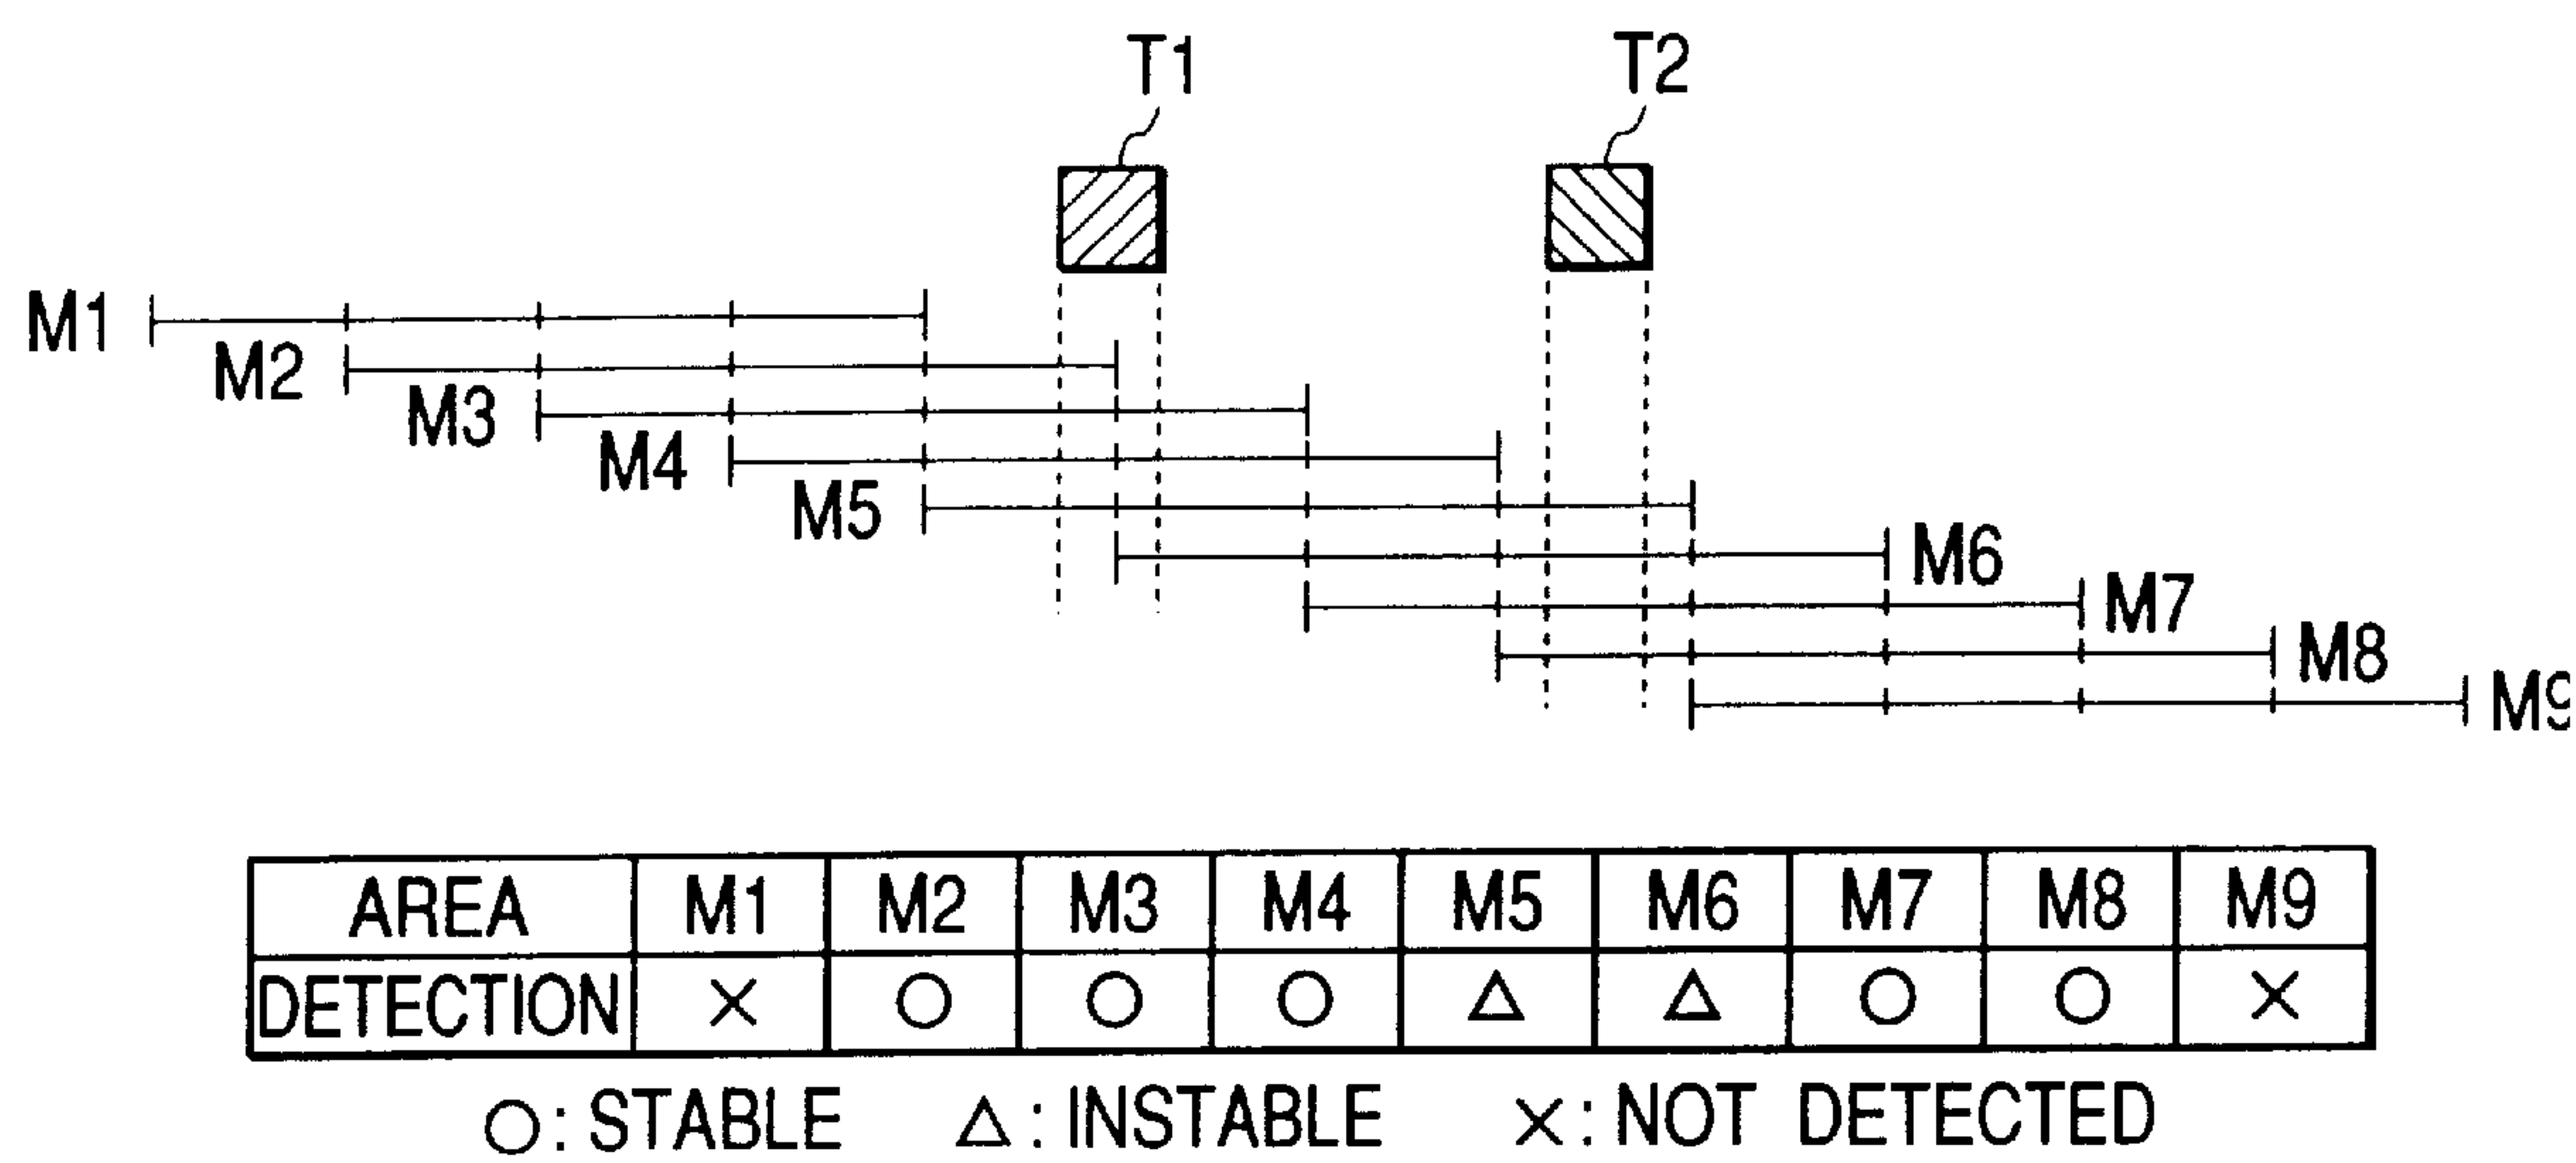 T1 T2
M1
M2
M3
M4
M5
M6
M7
M8
M9
AREA M1 M2 M3 M4 M5 M6 M7 M8 M9
DETECTION × ○ ○ ○ △ △ ○ ○ ×
○: STABLE △: INSTABLE ×: NOT DETECTED